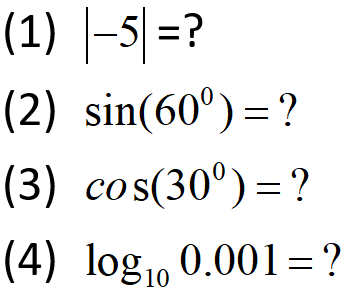 (1) |−5| =?
(2) sin(60⁰) = ?
(3) cos(30⁰) = ?
(4) log₁₀ 0.001 = ?